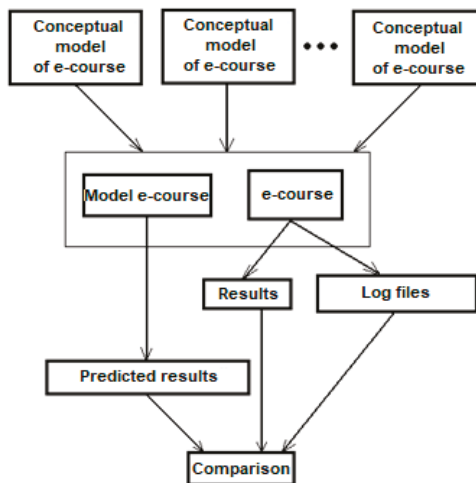 Conceptual
model
of e-course
Conceptual
model
of e-course
Conceptual
model
of e-course
Model e-course
e-course
Results
Log files
Predicted results
Comparison